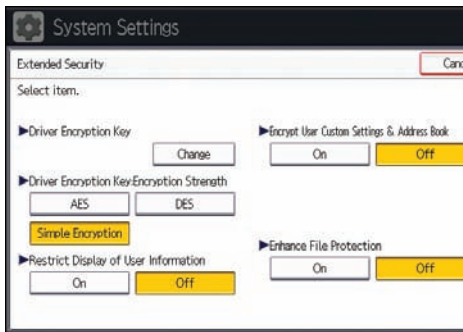 System Settings
Extended Security
Canc
Select item.
►Driver Encryption Key
Change
►Driver Encryption Key:Encryption Strength
AES
DES
Simple Encryption
►Restrict Display of User Information
On
Off
►Encrypt User Custom Settings & Address Book
On
Off
►Enhance File Protection
On
Off